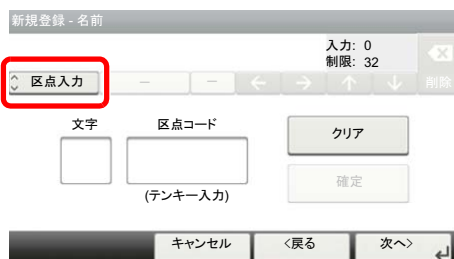 新規登録 - 名前
入力: 0
制限: 32
区点入力 － － ← → ↑ ↓ 削除
文字 区点コード クリア
確定
(テンキー入力)
キャンセル <戻る 次へ>